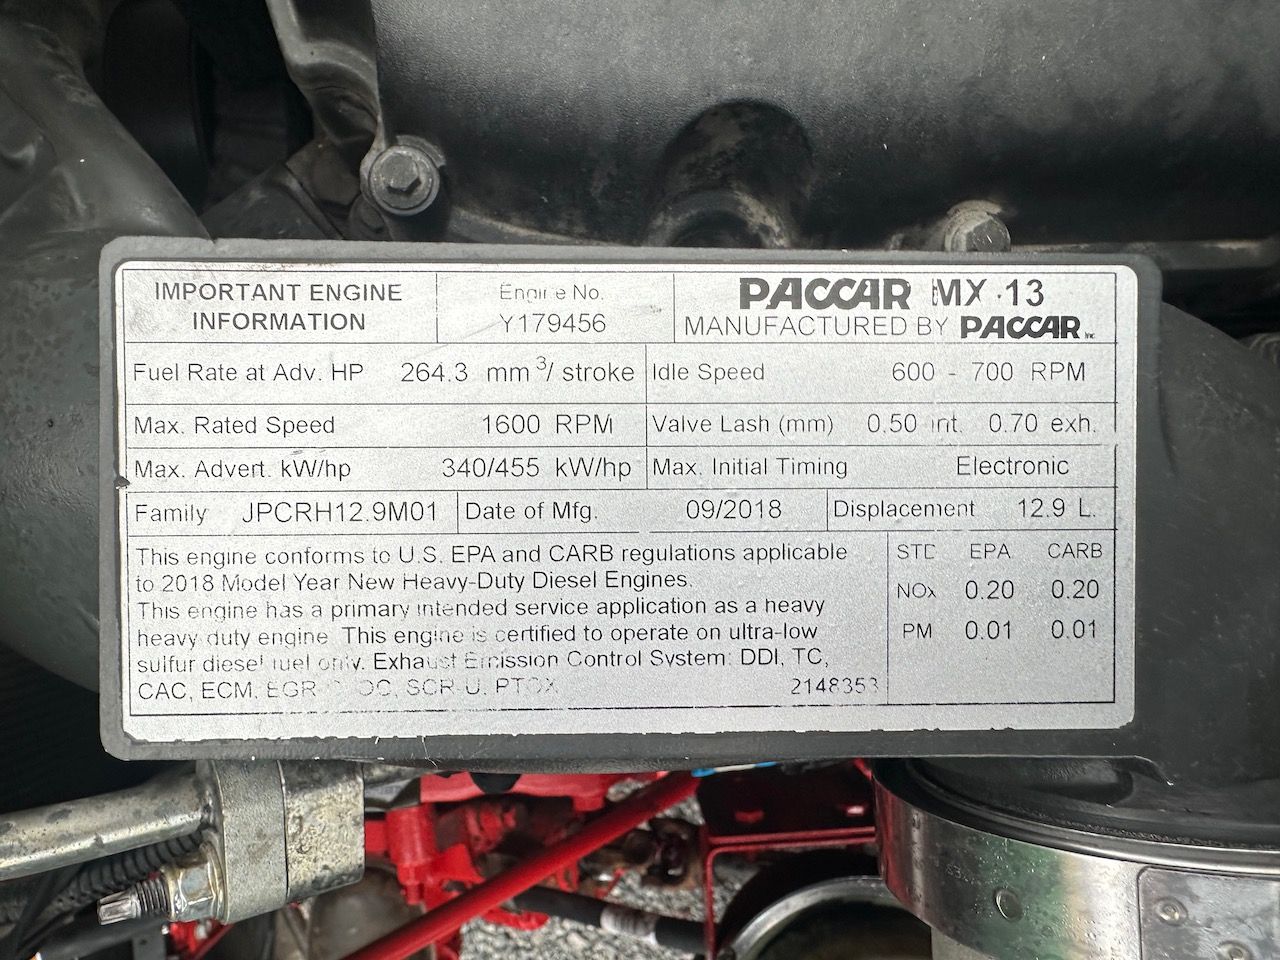 IMPORTANT ENGINE
INFORMATION
Engine No.
Y179456
PACCAR MX-13
MANUFACTURED BY PACCAR Inc
Fuel Rate at Adv. HP 264.3 mm3/ stroke
Idle Speed 600 - 700 RPM
Max. Rated Speed 1600 RPM
Valve Lash (mm) 0.50 int. 0.70 exh.
Max. Advert. kW/hp 340/455 kW/hp
Max. Initial Timing Electronic
Family JPCRH12.9M01
Date of Mfg. 09/2018
Displacement 12.9 L.
This engine conforms to U.S. EPA and CARB regulations applicable
to 2018 Model Year New Heavy-Duty Diesel Engines.
This engine has a primary intended service application as a heavy
heavy duty engine. This engine is certified to operate on ultra-low
sulfur diesel fuel only. Exhaust Emission Control System: DDI, TC,
CAC, ECM, EGR-C, OC, SCR-U, PTOX
2148353
STD EPA CARB
NOx 0.20 0.20
PM 0.01 0.01